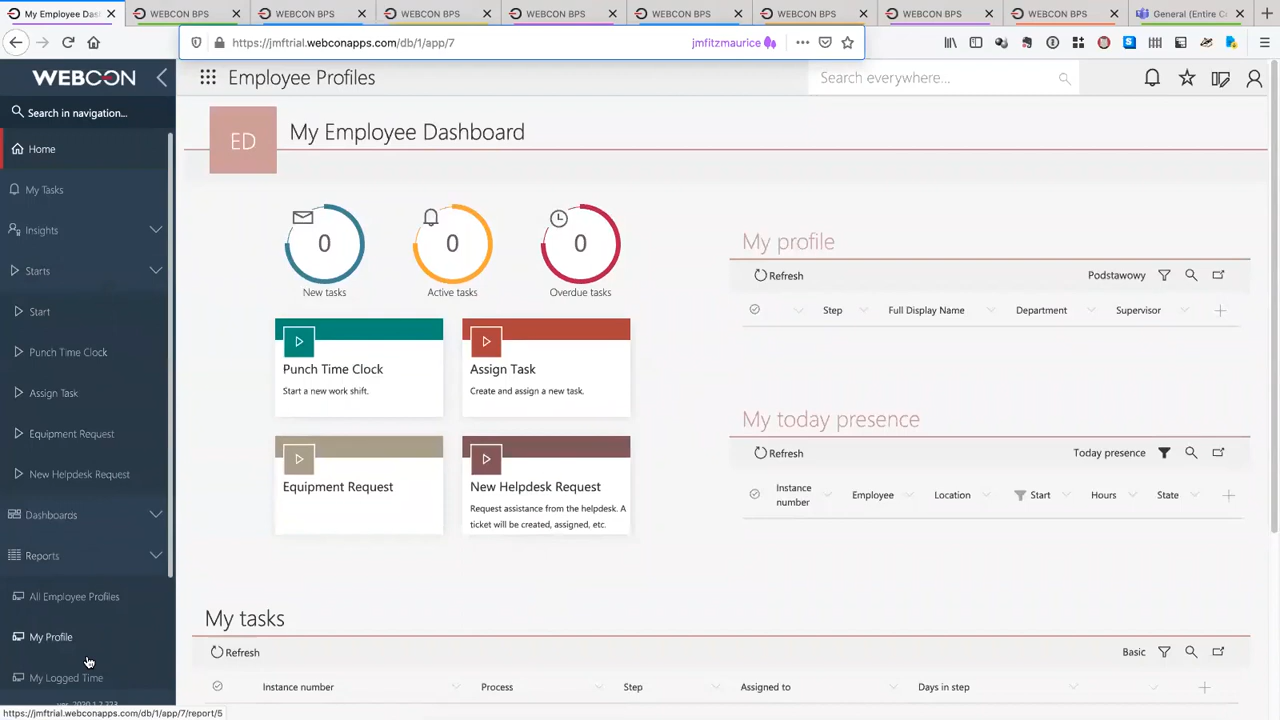 My Employee Dash
WEBCON BPS
WEBCON BPS
WEBCON BPS
WEBCON BPS
WEBCON BPS
WEBCON BPS
WEBCON BPS
WEBCON BPS
General (Entire C
https://jmftrial.webconapps.com/db/1/app/7
jmfitzmaurice
WEBCON
Employee Profiles
Search everywhere...
Search in navigation...
Home
My Tasks
Insights
Starts
Start
Punch Time Clock
Assign Task
Equipment Request
New Helpdesk Request
Dashboards
Reports
All Employee Profiles
My Profile
My Logged Time
https://jmftrial.webconapps.com/db/1/app/7/report/5
ED
My Employee Dashboard
0
New tasks
0
Active tasks
0
Overdue tasks
Punch Time Clock
Start a new work shift.
Assign Task
Create and assign a new task.
Equipment Request
New Helpdesk Request
Request assistance from the helpdesk. A
ticket will be created, assigned, etc.
My profile
Refresh
Podstawowy
Step
Full Display Name
Department
Supervisor
My today presence
Refresh
Today presence
Instance
number
Employee
Location
Start
Hours
State
My tasks
Refresh
Basic
Instance number
Process
Step
Assigned to
Days in step